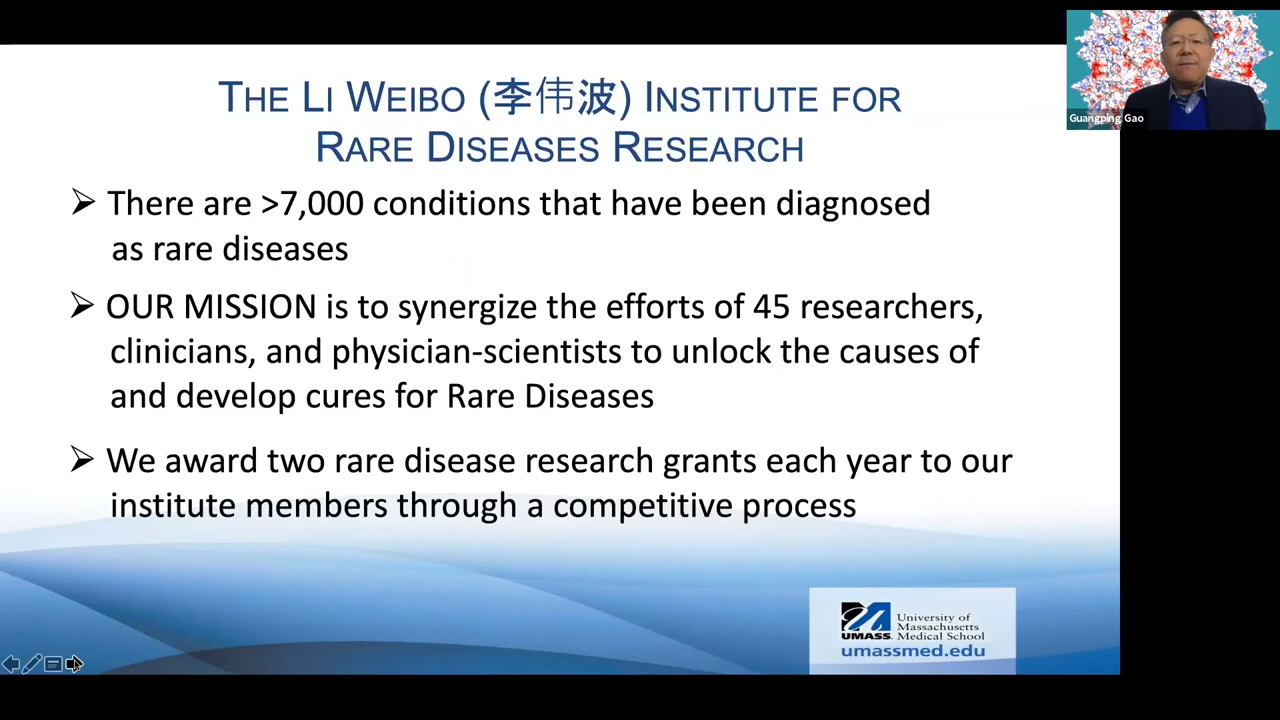 THE LI WEIBO (李伟波) INSTITUTE FOR
RARE DISEASES RESEARCH
Guangping Gao
➢ There are >7,000 conditions that have been diagnosed
as rare diseases
➢ OUR MISSION is to synergize the efforts of 45 researchers,
clinicians, and physician-scientists to unlock the causes of
and develop cures for Rare Diseases
➢ We award two rare disease research grants each year to our
institute members through a competitive process
UMASS
University of
Massachusetts
Medical School
umassmed.edu